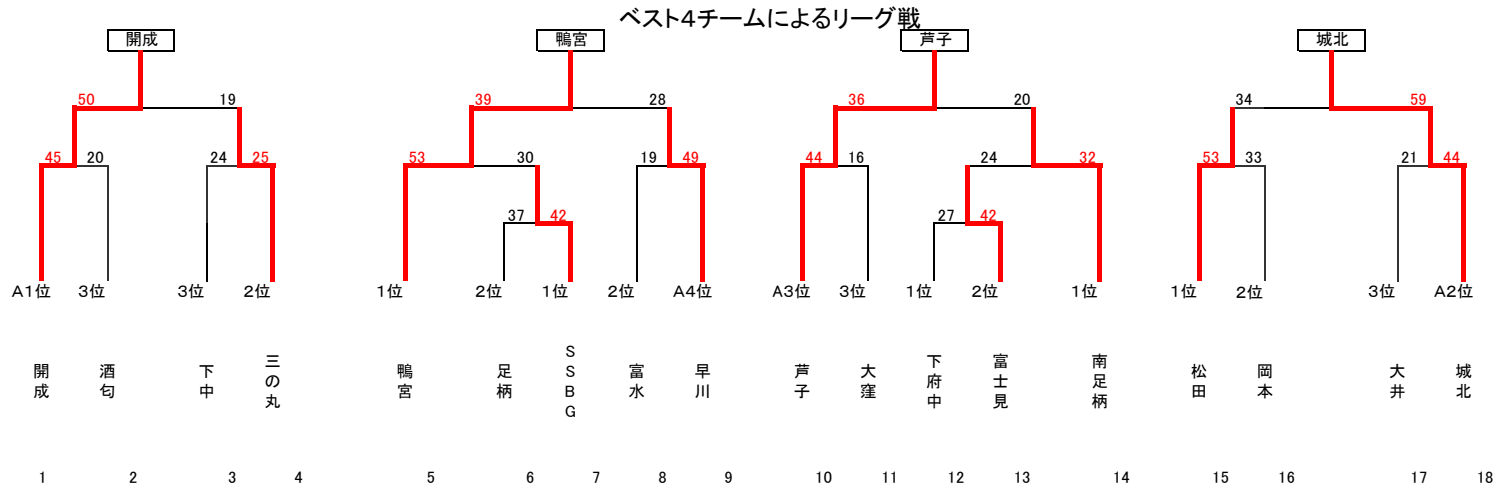 ベスト4チームによるリーグ戦
開成 鴨宮 芦子 城北
50 19 39 28 36 20 34 59
45 20 24 25 53 30 19 49 44 16 24 32 53 33 21 44
37 42 27 42
A1位 3位 3位 2位 1位 2位 1位 2位 A4位 A3位 3位 1位 2位 1位 1位 2位 3位 A2位
開成 酒匂 下中 三の丸 鴨宮 足柄 SSBG 富水 早川 芦子 大窪 下府中 富士見 南足柄 松田 岡本 大井 城北
1 2 3 4 5 6 7 8 9 10 11 12 13 14 15 16 17 18